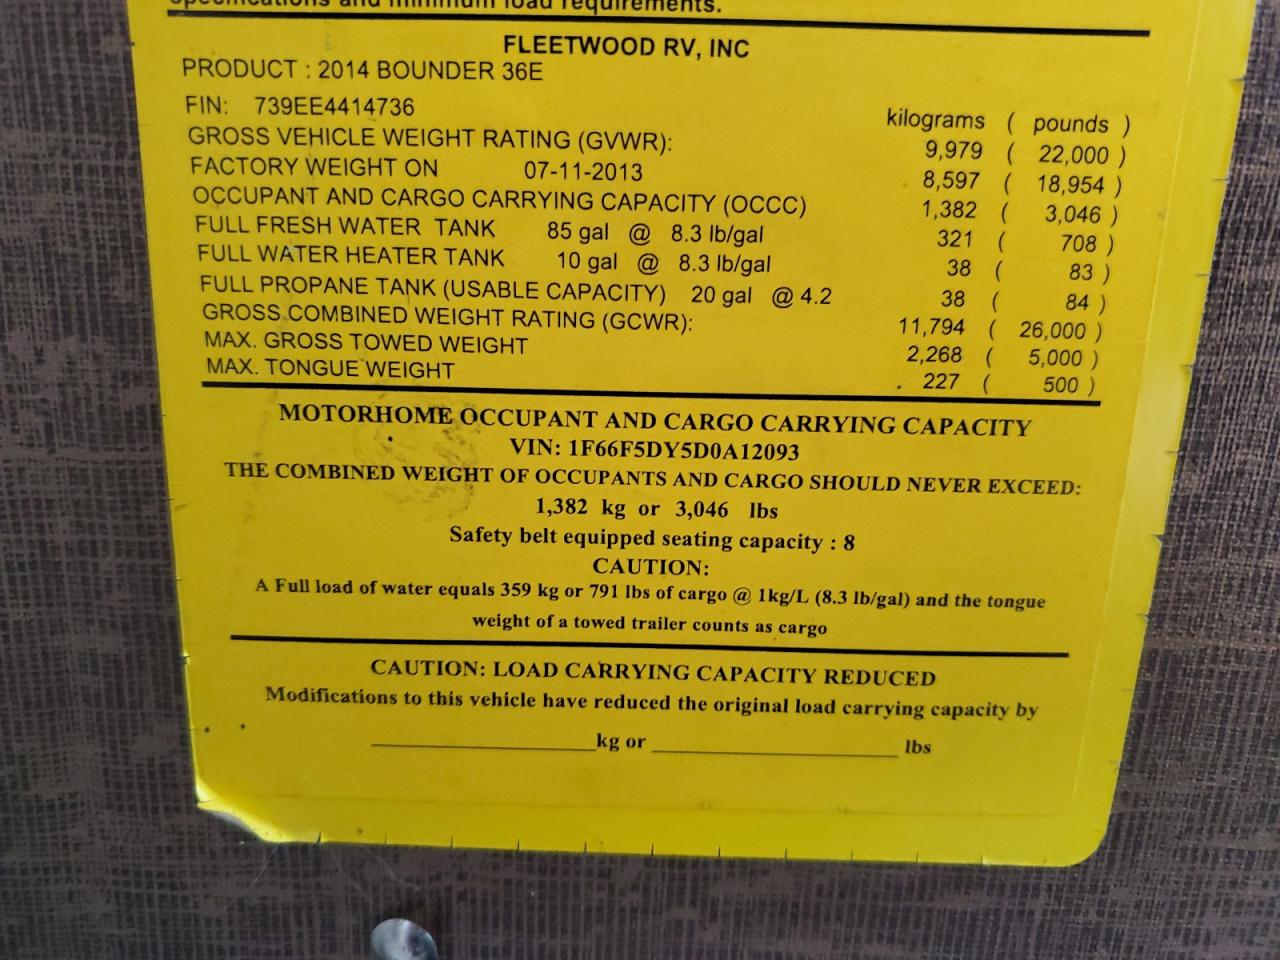 specifications and minimum load requirements.
FLEETWOOD RV, INC
PRODUCT : 2014 BOUNDER 36E
FIN: 739EE4414736
kilograms ( pounds )
GROSS VEHICLE WEIGHT RATING (GVWR): 9,979 ( 22,000 )
FACTORY WEIGHT ON 07-11-2013 8,597 ( 18,954 )
OCCUPANT AND CARGO CARRYING CAPACITY (OCCC) 1,382 ( 3,046 )
FULL FRESH WATER TANK 85 gal @ 8.3 lb/gal 321 ( 708 )
FULL WATER HEATER TANK 10 gal @ 8.3 lb/gal 38 ( 83 )
FULL PROPANE TANK (USABLE CAPACITY) 20 gal @ 4.2 38 ( 84 )
GROSS COMBINED WEIGHT RATING (GCWR): 11,794 ( 26,000 )
MAX. GROSS TOWED WEIGHT 2,268 ( 5,000 )
MAX. TONGUE WEIGHT 227 ( 500 )
MOTORHOME OCCUPANT AND CARGO CARRYING CAPACITY
VIN: 1F66F5DY5D0A12093
THE COMBINED WEIGHT OF OCCUPANTS AND CARGO SHOULD NEVER EXCEED:
1,382 kg or 3,046 lbs
Safety belt equipped seating capacity : 8
CAUTION:
A Full load of water equals 359 kg or 791 lbs of cargo @ 1kg/L (8.3 lb/gal) and the tongue
weight of a towed trailer counts as cargo
CAUTION: LOAD CARRYING CAPACITY REDUCED
Modifications to this vehicle have reduced the original load carrying capacity by
____________kg or ____________ lbs